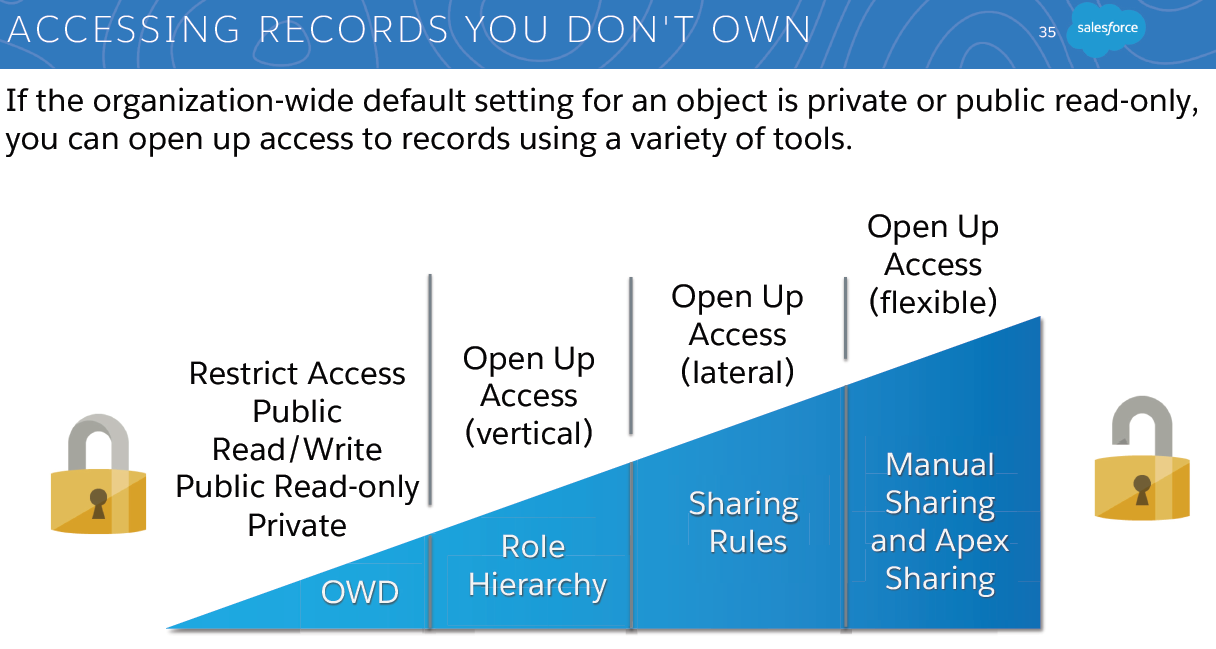 ACCESSING RECORDS YOU DON'T OWN
35
salesforce
If the organization-wide default setting for an object is private or public read-only,
you can open up access to records using a variety of tools.
Restrict Access
Public
Read/Write
Public Read-only
Private
Open Up
Access
(vertical)
Open Up
Access
(lateral)
Open Up
Access
(flexible)
OWD
Role
Hierarchy
Sharing
Rules
Manual
Sharing
and Apex
Sharing